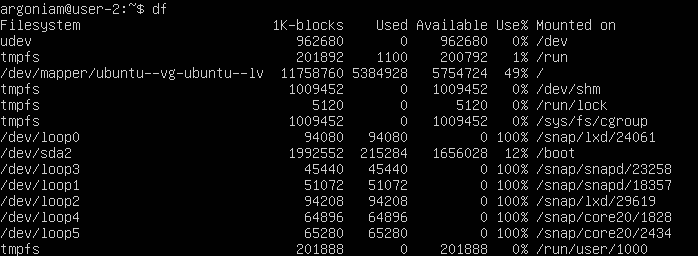 argoniam@user-2:~$ df
Filesystem                        1K-blocks    Used Available Use% Mounted on
udev                                 962680       0    962680   0% /dev
tmpfs                                201892    1100    200792   1% /run
/dev/mapper/ubuntu--vg-ubuntu--lv  11758760 5384928   5754724  49% /
tmpfs                               1009452       0   1009452   0% /dev/shm
tmpfs                                  5120       0      5120   0% /run/lock
tmpfs                               1009452       0   1009452   0% /sys/fs/cgroup
/dev/loop0                            94080   94080         0 100% /snap/lxd/24061
/dev/sda2                           1992552  215284   1656028  12% /boot
/dev/loop3                            45440   45440         0 100% /snap/snapd/23258
/dev/loop1                            51072   51072         0 100% /snap/snapd/18357
/dev/loop2                            94208   94208         0 100% /snap/lxd/29619
/dev/loop4                            64896   64896         0 100% /snap/core20/1828
/dev/loop5                            65280   65280         0 100% /snap/core20/2434
tmpfs                                201888       0    201888   0% /run/user/1000